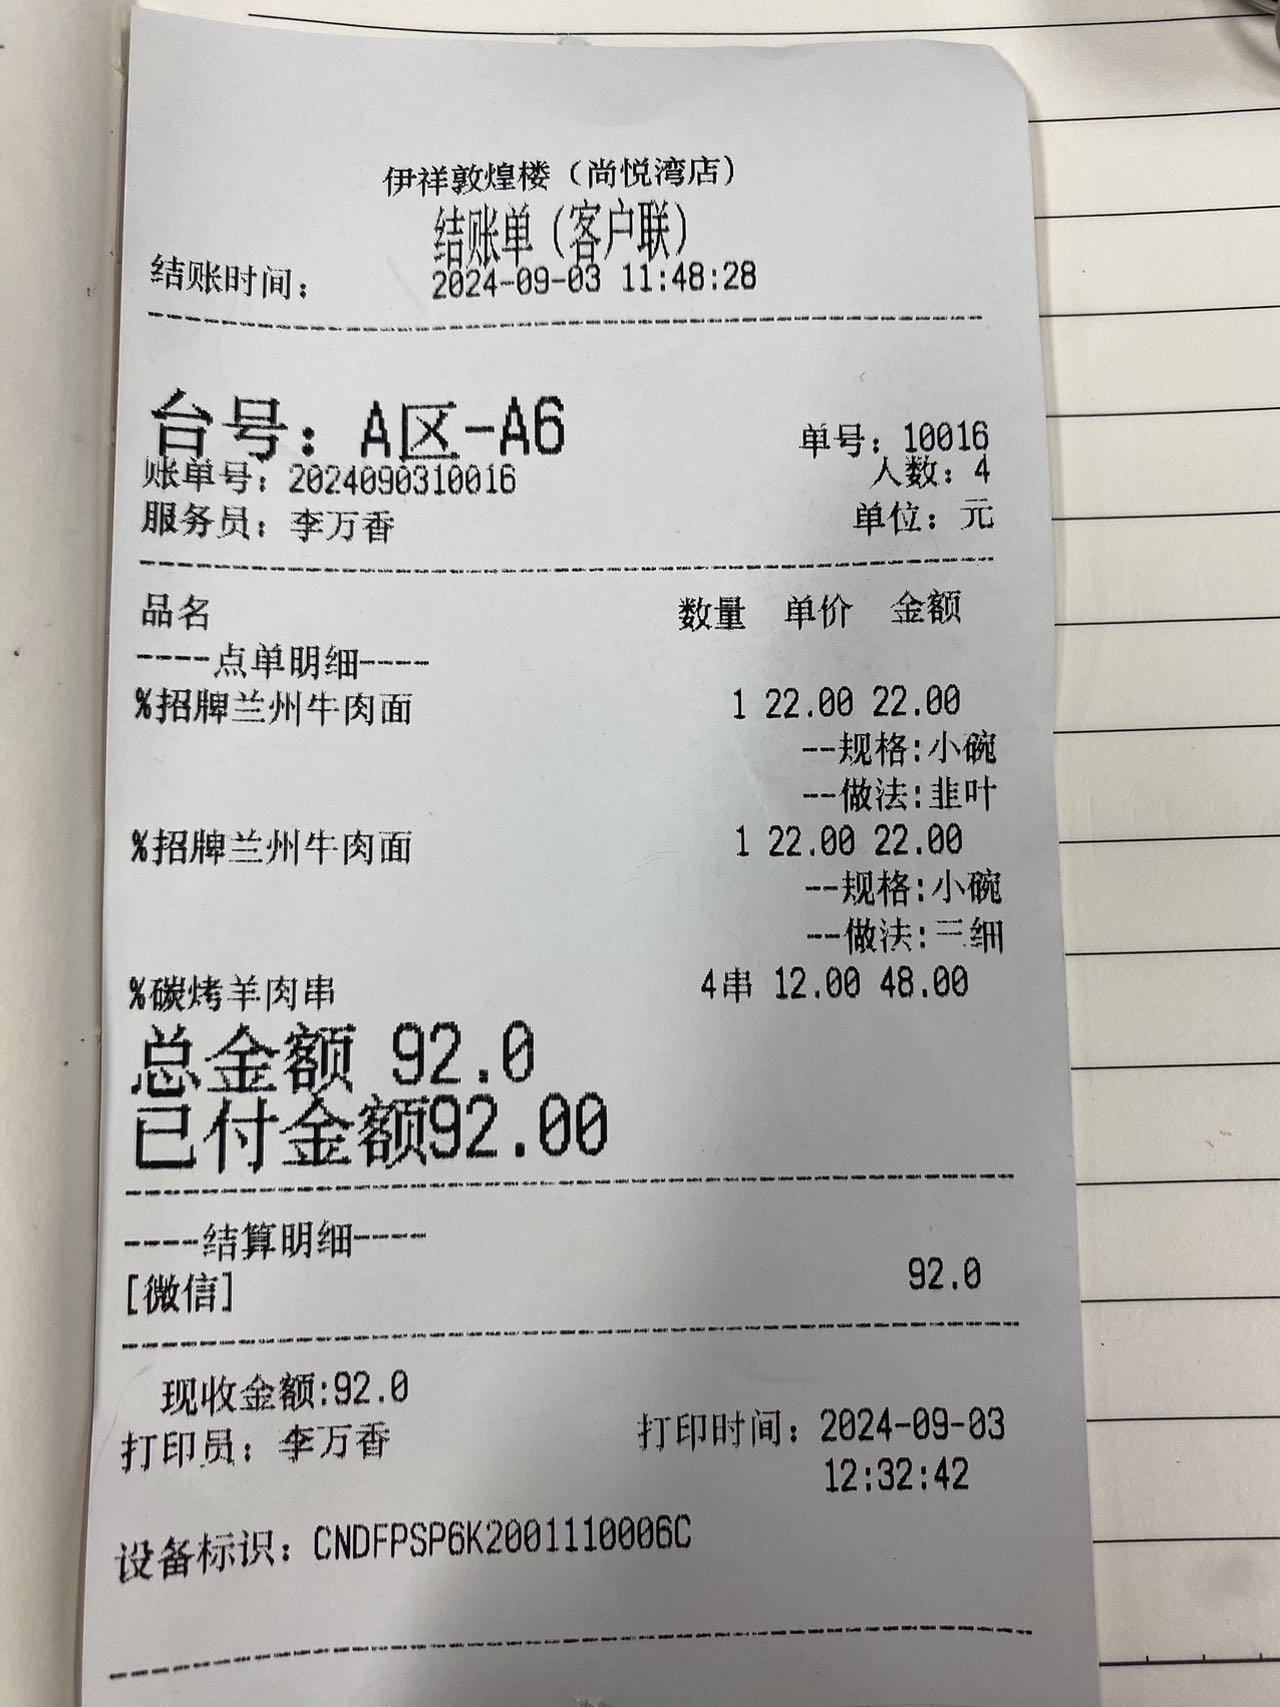 伊祥敦煌楼（尚悦湾店）
结账单（客户联）
结账时间： 2024-09-03 11:48:28
台号：A区-A6 单号：10016
账单号：2024090310016 人数：4
服务员：李万香 单位：元
品名 数量 单价 金额
----点单明细----
%招牌兰州牛肉面 1 22.00 22.00
--规格:小碗
--做法:韭叶
%招牌兰州牛肉面 1 22.00 22.00
--规格:小碗
--做法:三细
%碳烤羊肉串 4串 12.00 48.00
总金额 92.0
已付金额92.00
----结算明细----
[微信] 92.0
现收金额:92.0
打印员：李万香 打印时间：2024-09-03
12:32:42
设备标识：CNDFPSP6K2001110006C